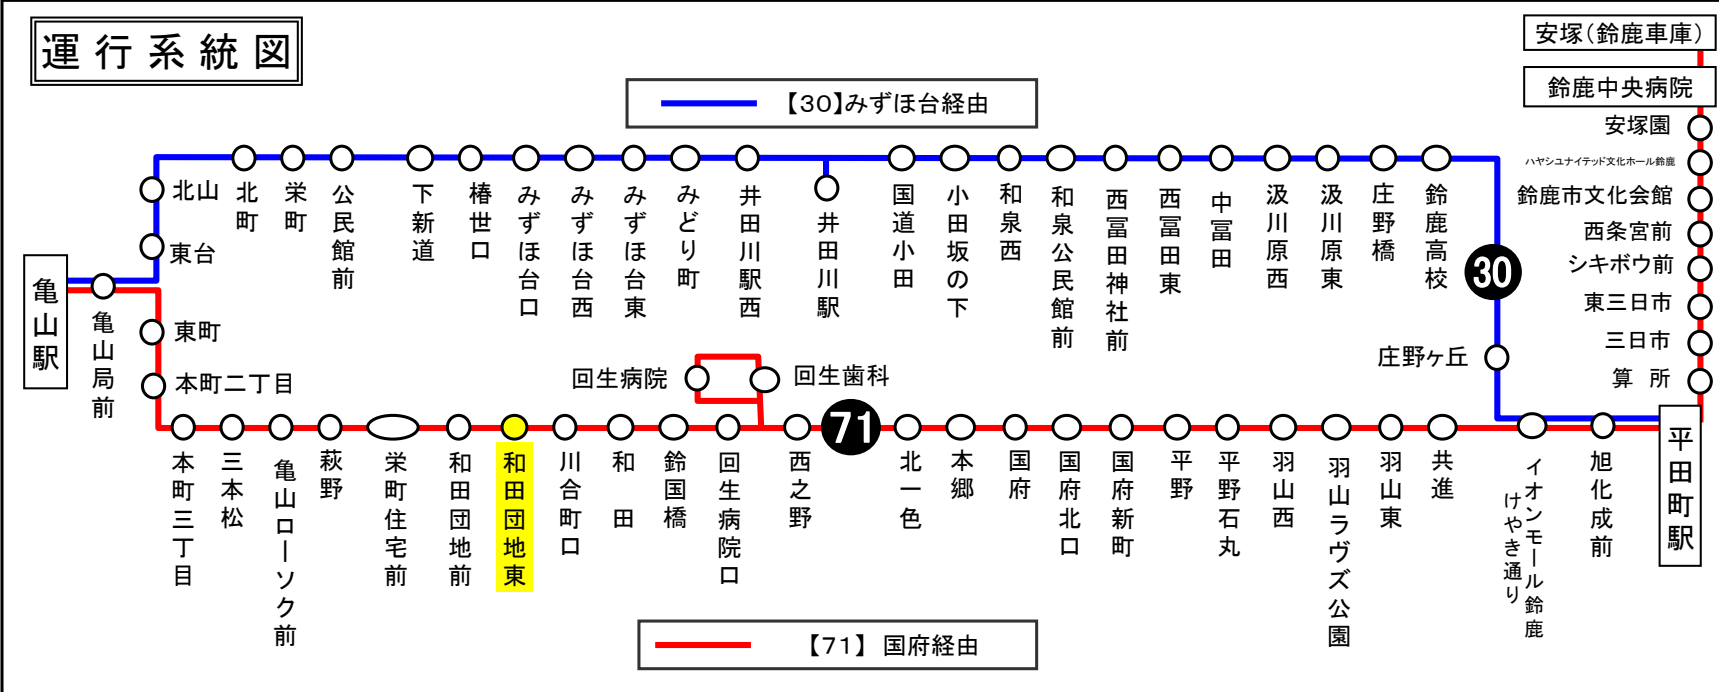 運行系統図
【30】みずほ台経由
安塚(鈴鹿車庫)
鈴鹿中央病院
安塚園
ハヤシユナイテッド文化ホール鈴鹿
鈴鹿市文化会館
西条宮前
シキボウ前
東三日市
三日市
算 所
平田町駅
亀山駅
亀山局前
東台
北山
北町
栄町
公民館前
下新道
椿世口
みずほ台口
みずほ台西
みずほ台東
みどり町
井田川駅西
井田川駅
国道小田
小田坂の下
和泉西
和泉公民館前
西冨田神社前
西冨田東
中冨田
汲川原西
汲川原東
庄野橋
鈴鹿高校
30
庄野ヶ丘
東町
本町二丁目
本町三丁目
三本松
亀山ローソク前
萩野
栄町住宅前
和田団地前
和田団地東
川合町口
和 田
鈴国橋
回生病院口
回生病院
回生歯科
西之野
71
北一色
本郷
国府
国府北口
国府新町
平野
平野石丸
羽山西
羽山ラヴズ公園
羽山東
共進
イオンモール鈴鹿
けやき通り
旭化成前
【71】 国府経由